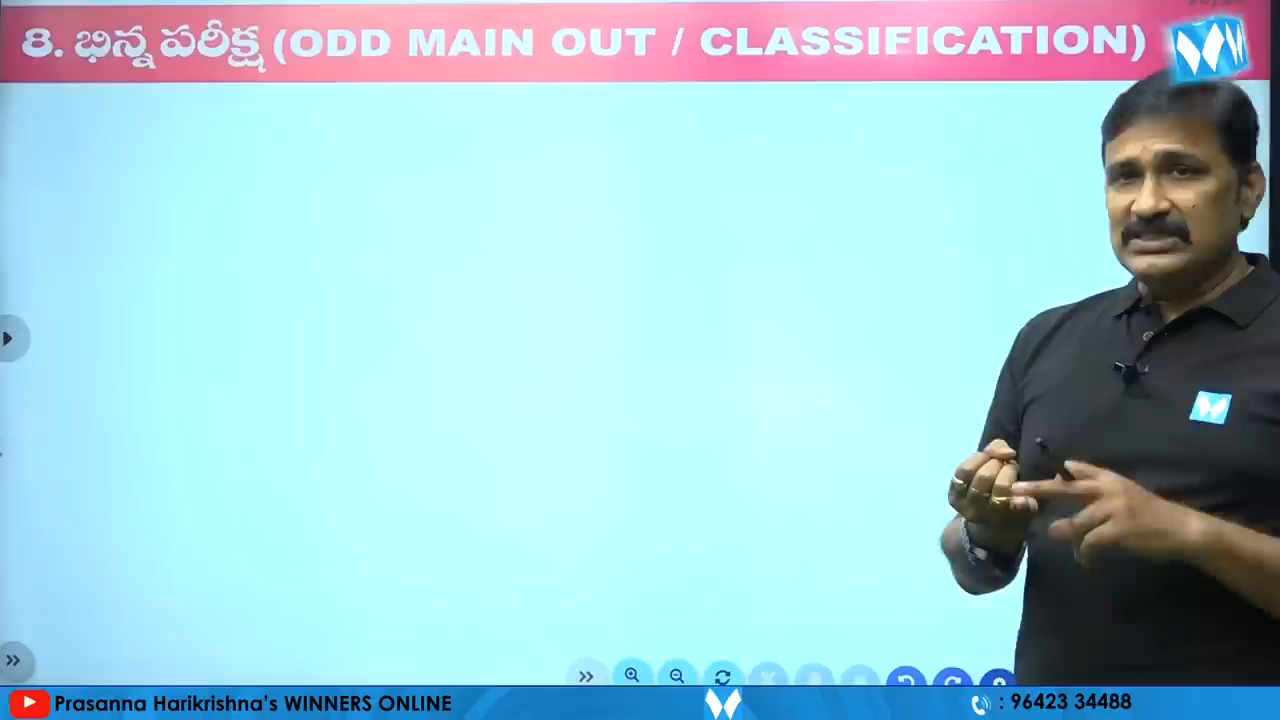 8. భిన్న పరీక్ష (ODD MAIN OUT / CLASSIFICATION)
Prasanna Harikrishna's WINNERS ONLINE
: 96423 34488